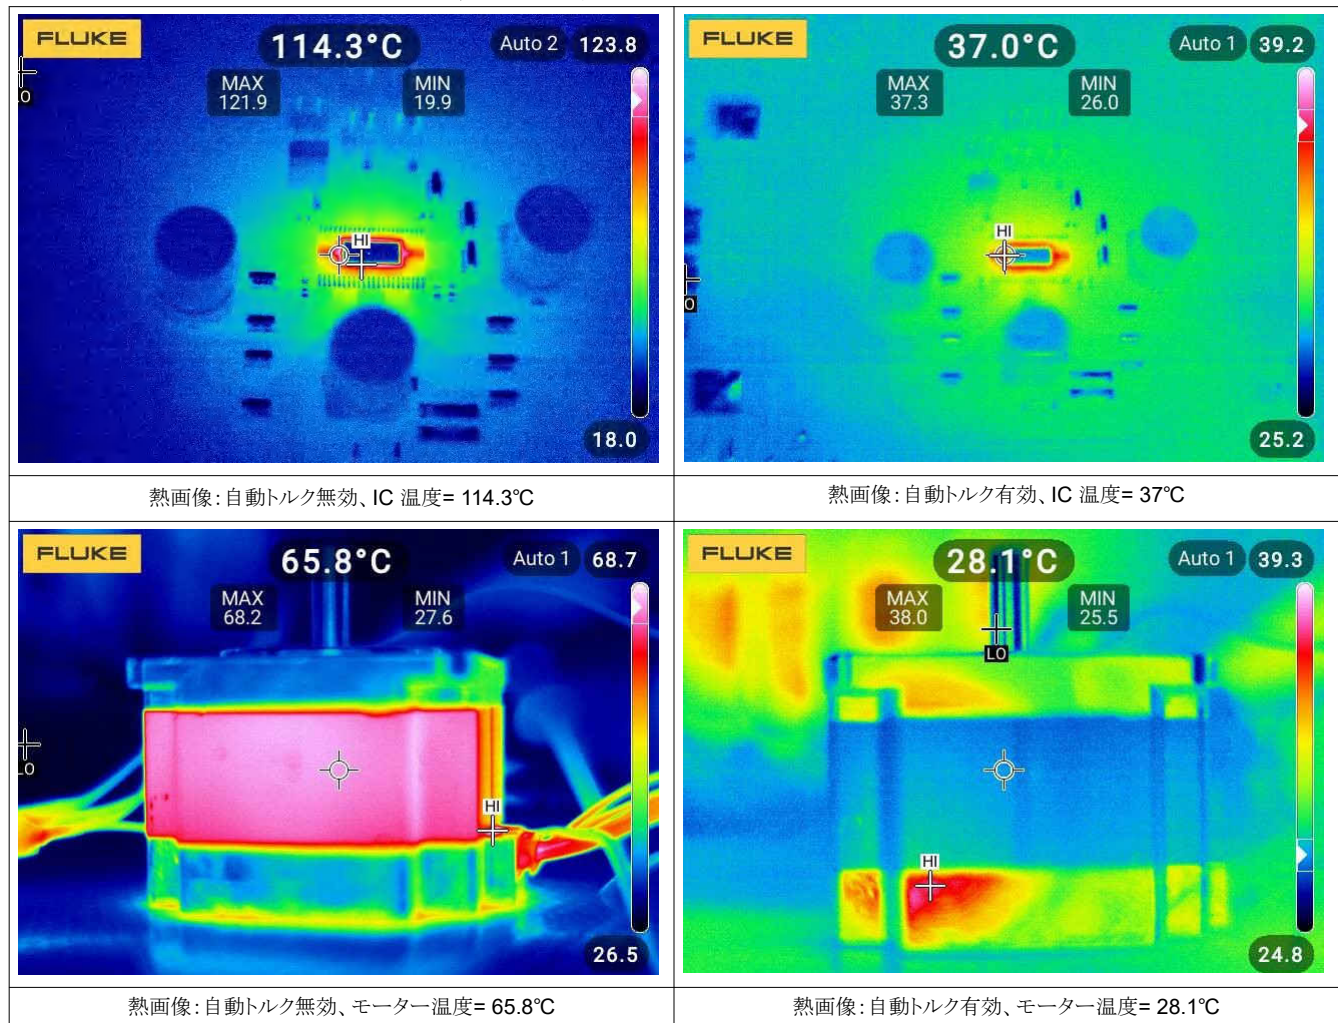 FLUKE
114.3°C
Auto 2 123.8
MAX
121.9
MIN
19.9
LO
HI
18.0
FLUKE
37.0°C
Auto 1 39.2
MAX
37.3
MIN
26.0
HI
25.2
熱画像：自動トルク無効、IC 温度= 114.3℃
熱画像：自動トルク有効、IC 温度= 37℃
FLUKE
65.8°C
Auto 1 68.7
MAX
68.2
MIN
27.6
LO
HI
26.5
FLUKE
28.1°C
Auto 1 39.3
MAX
38.0
MIN
25.5
LO
HI
24.8
熱画像：自動トルク無効、モーター温度= 65.8℃
熱画像：自動トルク有効、モーター温度= 28.1℃